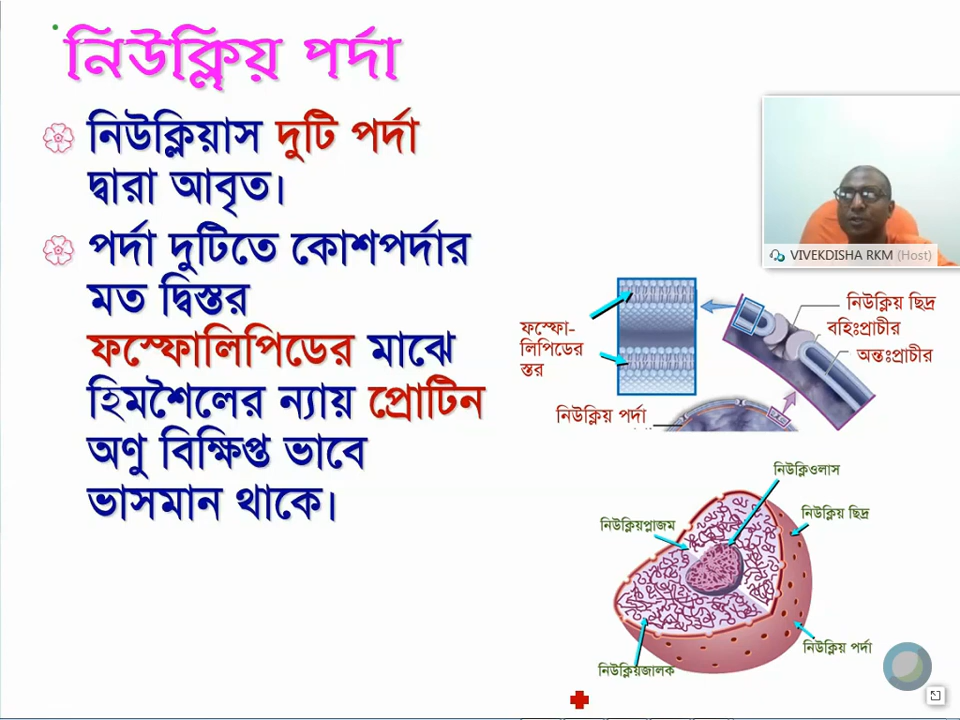 নিউক্লিয় পর্দা
নিউক্লিয়াস দুটি পর্দা
দ্বারা আবৃত।
পর্দা দুটিতে কোশপর্দার
মত দ্বিস্তর
ফস্ফোলিপিডের মাঝে
হিমশৈলের ন্যায় প্রোটিন
অণু বিক্ষিপ্ত ভাবে
ভাসমান থাকে।
VIVEKDISHA RKM (Host)
নিউক্লিয় ছিদ্র
বহিঃপ্রাচীর
অন্তঃপ্রাচীর
ফস্ফো-
লিপিডের
স্তর
নিউক্লিয় পর্দা
নিউক্লিওলাস
নিউক্লিয় ছিদ্র
নিউক্লিয়প্লাজম
নিউক্লিয় পর্দা
নিউক্লিয়জালক